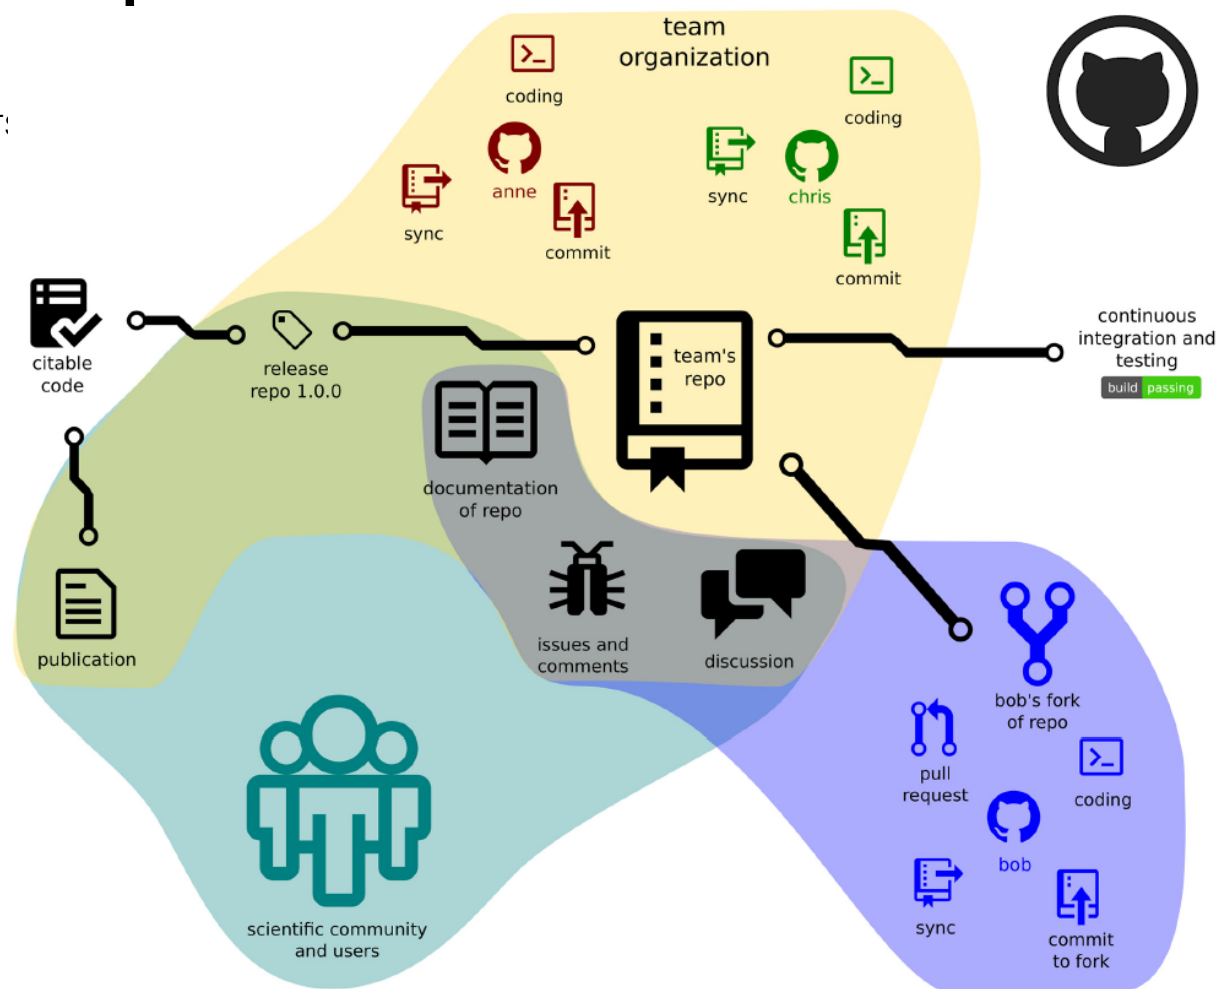 team
organization
coding
coding
anne
sync
commit
sync
chris
commit
citable
code
release
repo 1.0.0
team's
repo
continuous
integration and
testing
build passing
documentation
of repo
publication
issues and
comments
discussion
bob's fork
of repo
pull
request
coding
bob
sync
commit
to fork
scientific community
and users